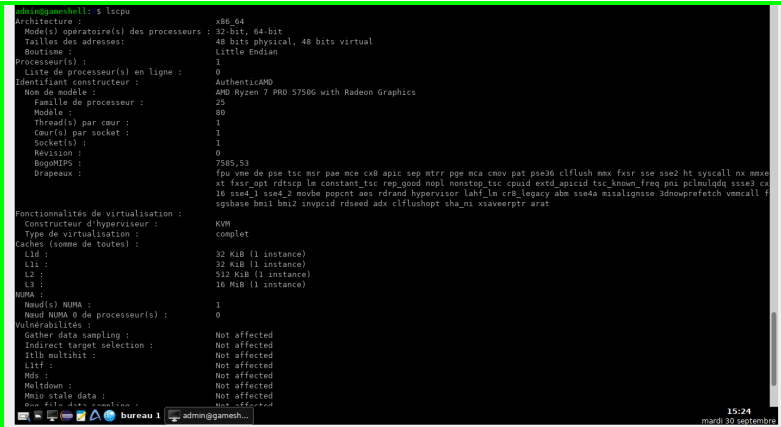 admin@gameshell: $ lscpu
Architecture : x86_64
Mode(s) opératoire(s) des processeurs : 32-bit, 64-bit
Tailles des adresses: 48 bits physical, 48 bits virtual
Boutisme : Little Endian
Processeur(s) : 1
Liste de processeur(s) en ligne : 0
Identifiant constructeur : AuthenticAMD
Nom de modèle : AMD Ryzen 7 PRO 5750G with Radeon Graphics
Famille de processeur : 25
Modèle : 80
Thread(s) par cœur : 1
Cœur(s) par socket : 1
Socket(s) : 1
Révision : 0
BogoMIPS : 7585,53
Drapeaux : fpu vme de pse tsc msr pae mce cx8 apic sep mtrr pge mca cmov pat pse36 clflush mmx fxsr sse sse2 ht syscall nx mmxe
xt fxsr_opt rdtscp lm constant_tsc rep_good nopl nonstop_tsc cpuid extd_apicid tsc_known_freq pni pclmulqdq ssse3 cx
16 sse4_1 sse4_2 movbe popcnt aes rdrand hypervisor lahf_lm cr8_legacy abm sse4a misalignsse 3dnowprefetch vmmcall f
sgsbase bmi1 bmi2 invpcid rdseed adx clflushopt sha_ni xsaveerptr arat
Fonctionnalités de virtualisation :
Constructeur d'hyperviseur : KVM
Type de virtualisation : complet
Caches (somme de toutes) :
L1d : 32 KiB (1 instance)
L1i : 32 KiB (1 instance)
L2 : 512 KiB (1 instance)
L3 : 16 MiB (1 instance)
NUMA :
Nœud(s) NUMA : 1
Nœud NUMA 0 de processeur(s) : 0
Vulnérabilités :
Gather data sampling : Not affected
Indirect target selection : Not affected
Itlb multihit : Not affected
L1tf : Not affected
Mds : Not affected
Meltdown : Not affected
Mmio stale data : Not affected
Reg file data sampling : Not affected
bureau 1 admin@gamesh...
15:24
mardi 30 septembre